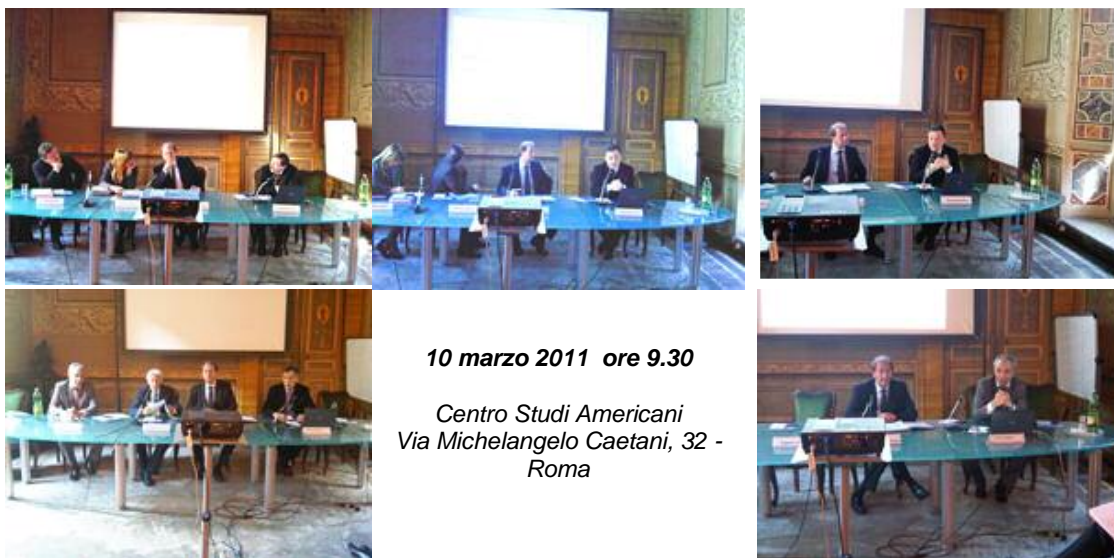 10 marzo 2011 ore 9.30
Centro Studi Americani
Via Michelangelo Caetani, 32 -
Roma